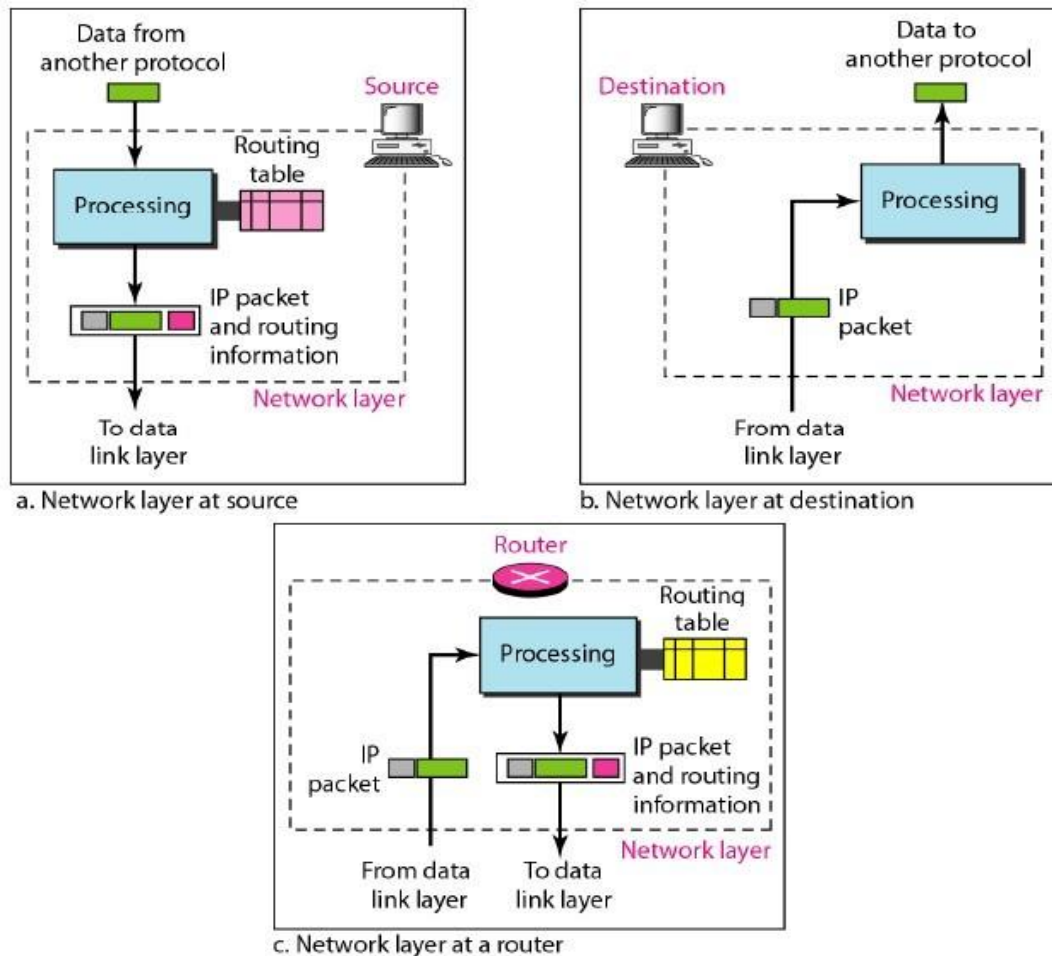 Data from
another protocol
Source
Routing
table
Processing
IP packet
and routing
information
Network layer
To data
link layer
a. Network layer at source
Data to
another protocol
Destination
Processing
IP
packet
Network layer
From data
link layer
b. Network layer at destination
Router
Routing
table
Processing
IP
packet
IP packet
and routing
information
Network layer
From data
link layer
To data
link layer
c. Network layer at a router